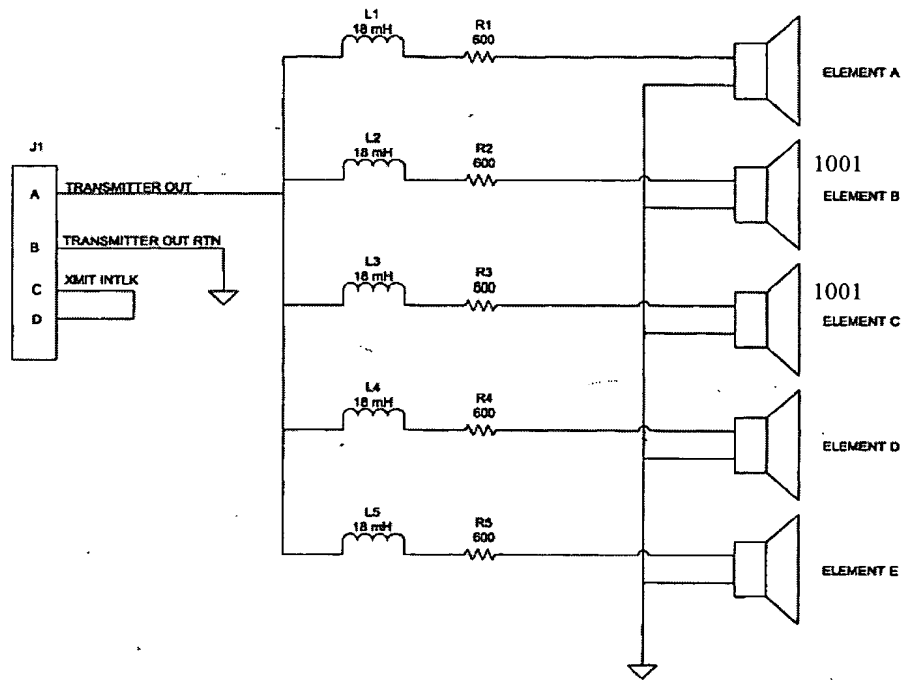 L1
18 mH
R1
600
ELEMENT A
J1
A
TRANSMITTER OUT
B
TRANSMITTER OUT RTN
C
XMIT INTLK
D
L2
18 mH
R2
600
1001
ELEMENT B
L3
18 mH
R3
600
1001
ELEMENT C
L4
18 mH
R4
600
ELEMENT D
L5
18 mH
R5
600
ELEMENT E